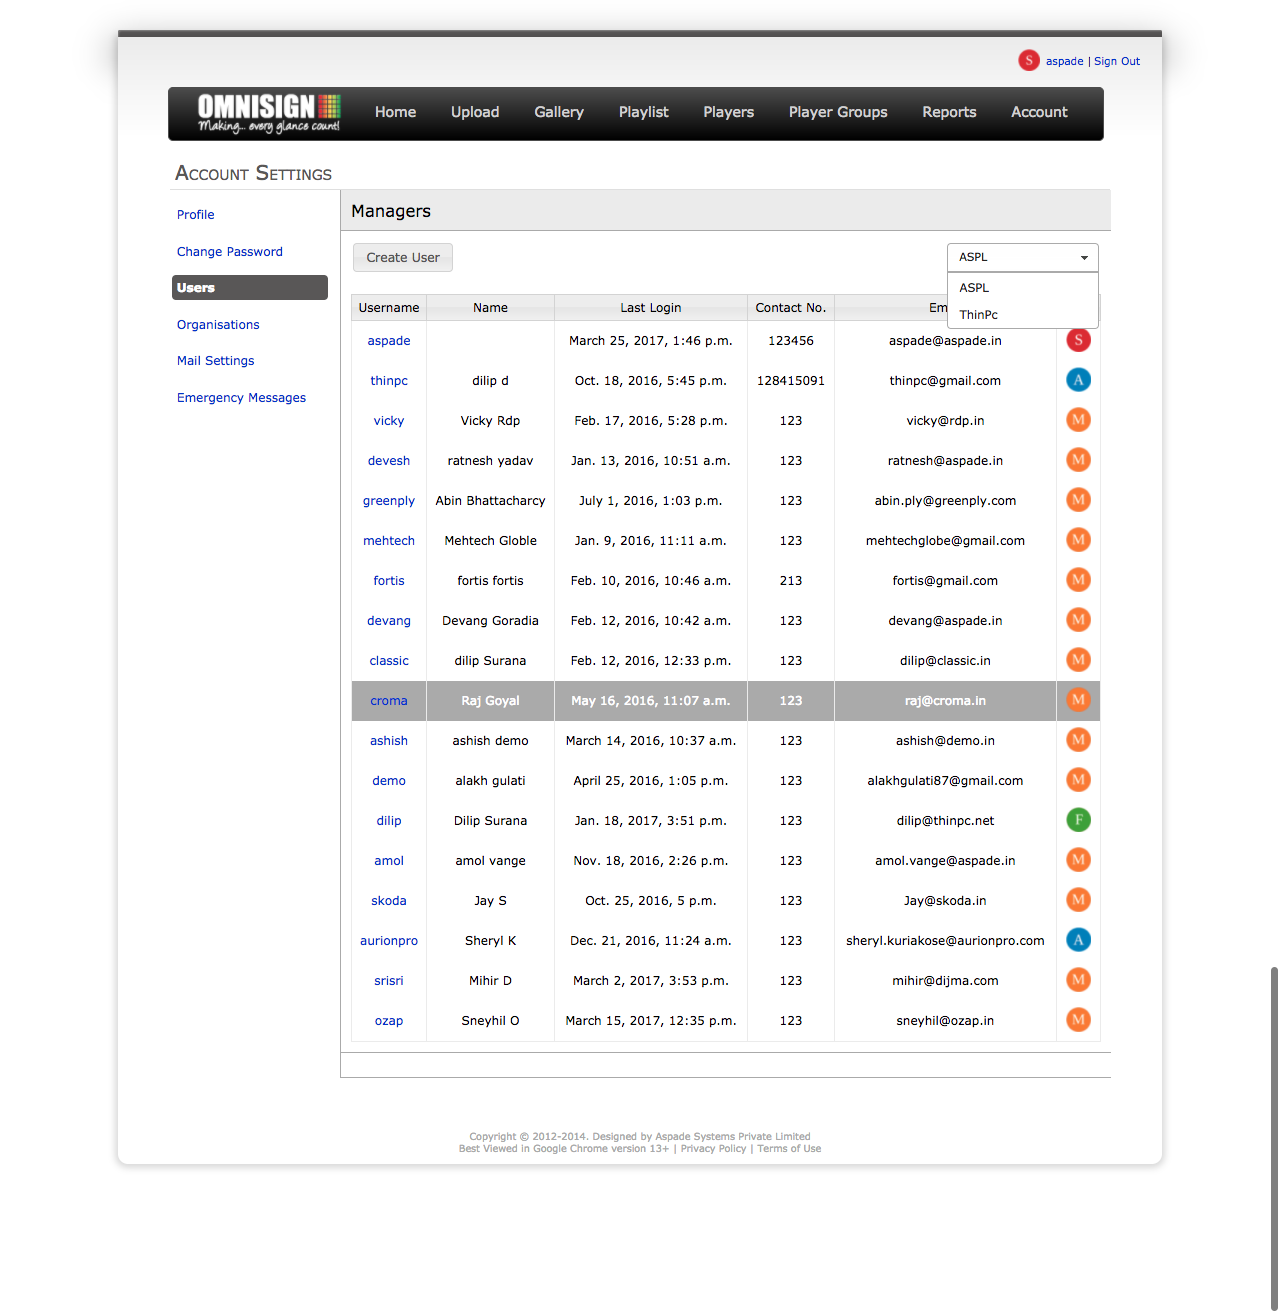 S aspade | Sign Out
OMNISIGN
Making... every glance count!
Home Upload Gallery Playlist Players Player Groups Reports Account
Account Settings
Profile
Change Password
Users
Organisations
Mail Settings
Emergency Messages
Managers
Create User
ASPL
ASPL
ThinPc
Username Name Last Login Contact No. Em
aspade March 25, 2017, 1:46 p.m. 123456 aspade@aspade.in S
thinpc dilip d Oct. 18, 2016, 5:45 p.m. 128415091 thinpc@gmail.com A
vicky Vicky Rdp Feb. 17, 2016, 5:28 p.m. 123 vicky@rdp.in M
devesh ratnesh yadav Jan. 13, 2016, 10:51 a.m. 123 ratnesh@aspade.in M
greenply Abin Bhattacharcy July 1, 2016, 1:03 p.m. 123 abin.ply@greenply.com M
mehtech Mehtech Globle Jan. 9, 2016, 11:11 a.m. 123 mehtechglobe@gmail.com M
fortis fortis fortis Feb. 10, 2016, 10:46 a.m. 213 fortis@gmail.com M
devang Devang Goradia Feb. 12, 2016, 10:42 a.m. 123 devang@aspade.in M
classic dilip Surana Feb. 12, 2016, 12:33 p.m. 123 dilip@classic.in M
croma Raj Goyal May 16, 2016, 11:07 a.m. 123 raj@croma.in M
ashish ashish demo March 14, 2016, 10:37 a.m. 123 ashish@demo.in M
demo alakh gulati April 25, 2016, 1:05 p.m. 123 alakhgulati87@gmail.com M
dilip Dilip Surana Jan. 18, 2017, 3:51 p.m. 123 dilip@thinpc.net F
amol amol vange Nov. 18, 2016, 2:26 p.m. 123 amol.vange@aspade.in M
skoda Jay S Oct. 25, 2016, 5 p.m. 123 Jay@skoda.in M
aurionpro Sheryl K Dec. 21, 2016, 11:24 a.m. 123 sheryl.kuriakose@aurionpro.com A
srisri Mihir D March 2, 2017, 3:53 p.m. 123 mihir@dijma.com M
ozap Sneyhil O March 15, 2017, 12:35 p.m. 123 sneyhil@ozap.in M
Copyright © 2012-2014. Designed by Aspade Systems Private Limited
Best Viewed in Google Chrome version 13+ | Privacy Policy | Terms of Use